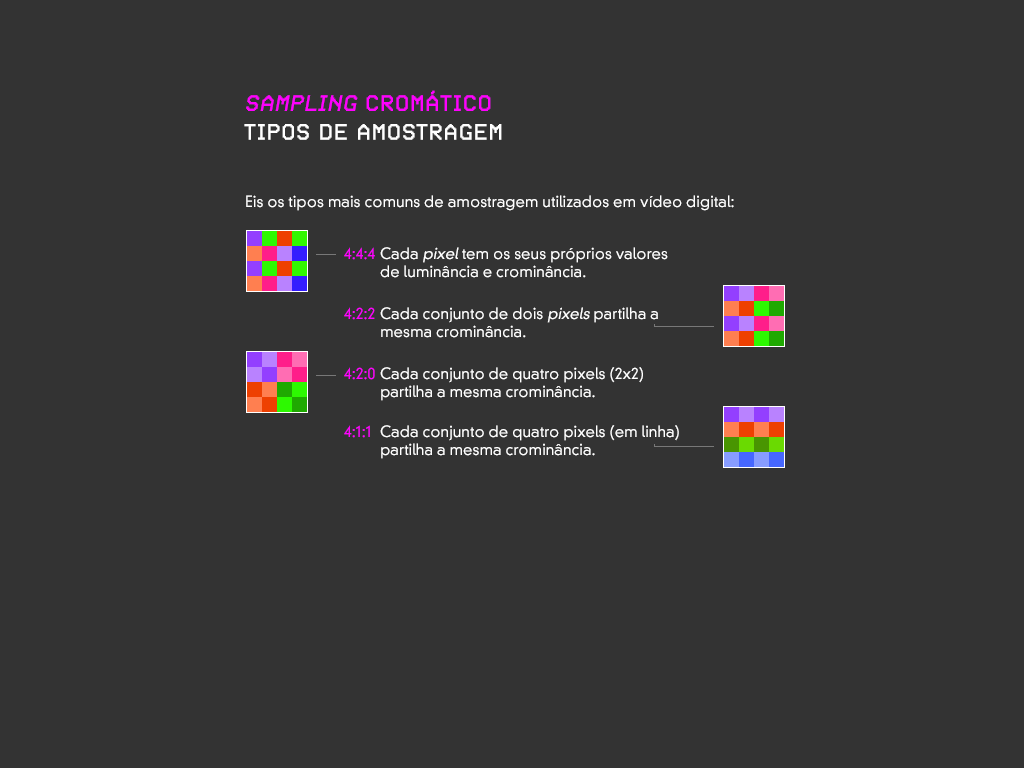 SAMPLING CROMÁTICO
TIPOS DE AMOSTRAGEM
Eis os tipos mais comuns de amostragem utilizados em vídeo digital:
4:4:4 Cada pixel tem os seus próprios valores
de luminância e crominância.
4:2:2 Cada conjunto de dois pixels partilha a
mesma crominância.
4:2:0 Cada conjunto de quatro pixels (2x2)
partilha a mesma crominância.
4:1:1 Cada conjunto de quatro pixels (em linha)
partilha a mesma crominância.